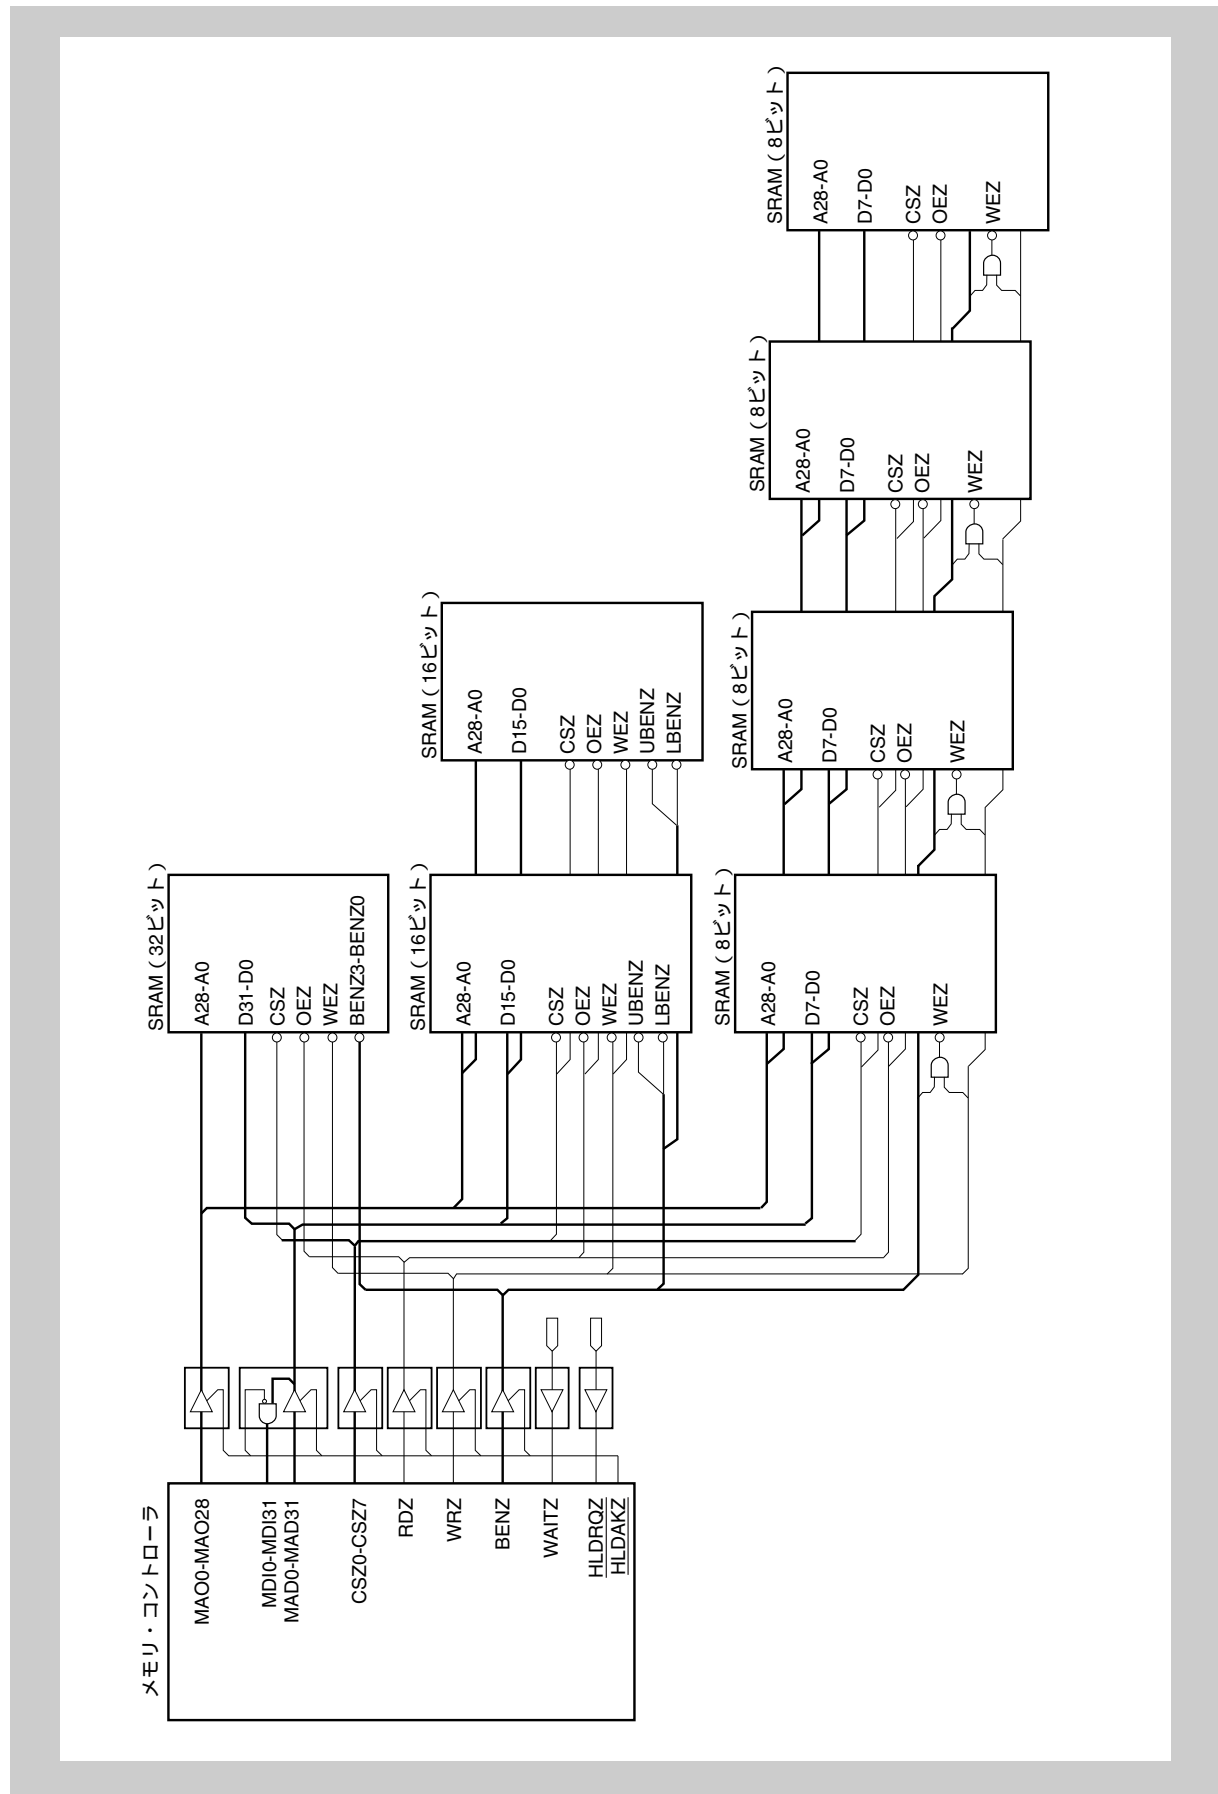 メモリ・コントローラ
MAO0-MAO28
MDI0-MDI31
MAD0-MAD31
CSZ0-CSZ7
RDZ
WRZ
BENZ
WAITZ
HLDRQZ
HLDAKZ
SRAM(32ビット)
A28-A0
D31-D0
CSZ
OEZ
WEZ
BENZ3-BENZ0
SRAM(16ビット)
A28-A0
D15-D0
CSZ
OEZ
WEZ
UBENZ
LBENZ
SRAM(16ビット)
A28-A0
D15-D0
CSZ
OEZ
WEZ
UBENZ
LBENZ
SRAM(8ビット)
A28-A0
D7-D0
CSZ
OEZ
WEZ
SRAM(8ビット)
A28-A0
D7-D0
CSZ
OEZ
WEZ
SRAM(8ビット)
A28-A0
D7-D0
CSZ
OEZ
WEZ
SRAM(8ビット)
A28-A0
D7-D0
CSZ
OEZ
WEZ